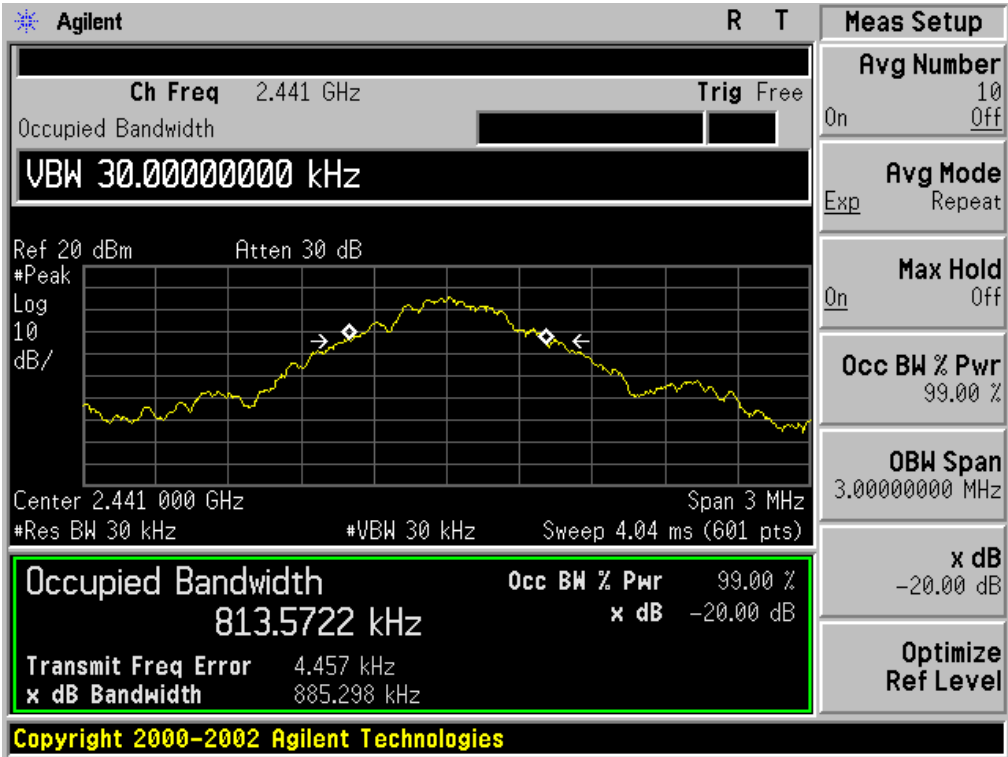 Agilent R T
Ch Freq 2.441 GHz Trig Free
Occupied Bandwidth
VBW 30.00000000 kHz
Ref 20 dBm Atten 30 dB
#Peak
Log
10
dB/
Center 2.441 000 GHz Span 3 MHz
#Res BW 30 kHz #VBW 30 kHz Sweep 4.04 ms (601 pts)
Occupied Bandwidth Occ BW % Pwr 99.00 %
813.5722 kHz x dB -20.00 dB
Transmit Freq Error 4.457 kHz
x dB Bandwidth 885.298 kHz
Copyright 2000-2002 Agilent Technologies
Meas Setup
Avg Number
10
On Off
Avg Mode
Exp Repeat
Max Hold
On Off
Occ BW % Pwr
99.00 %
OBW Span
3.00000000 MHz
x dB
-20.00 dB
Optimize
Ref Level